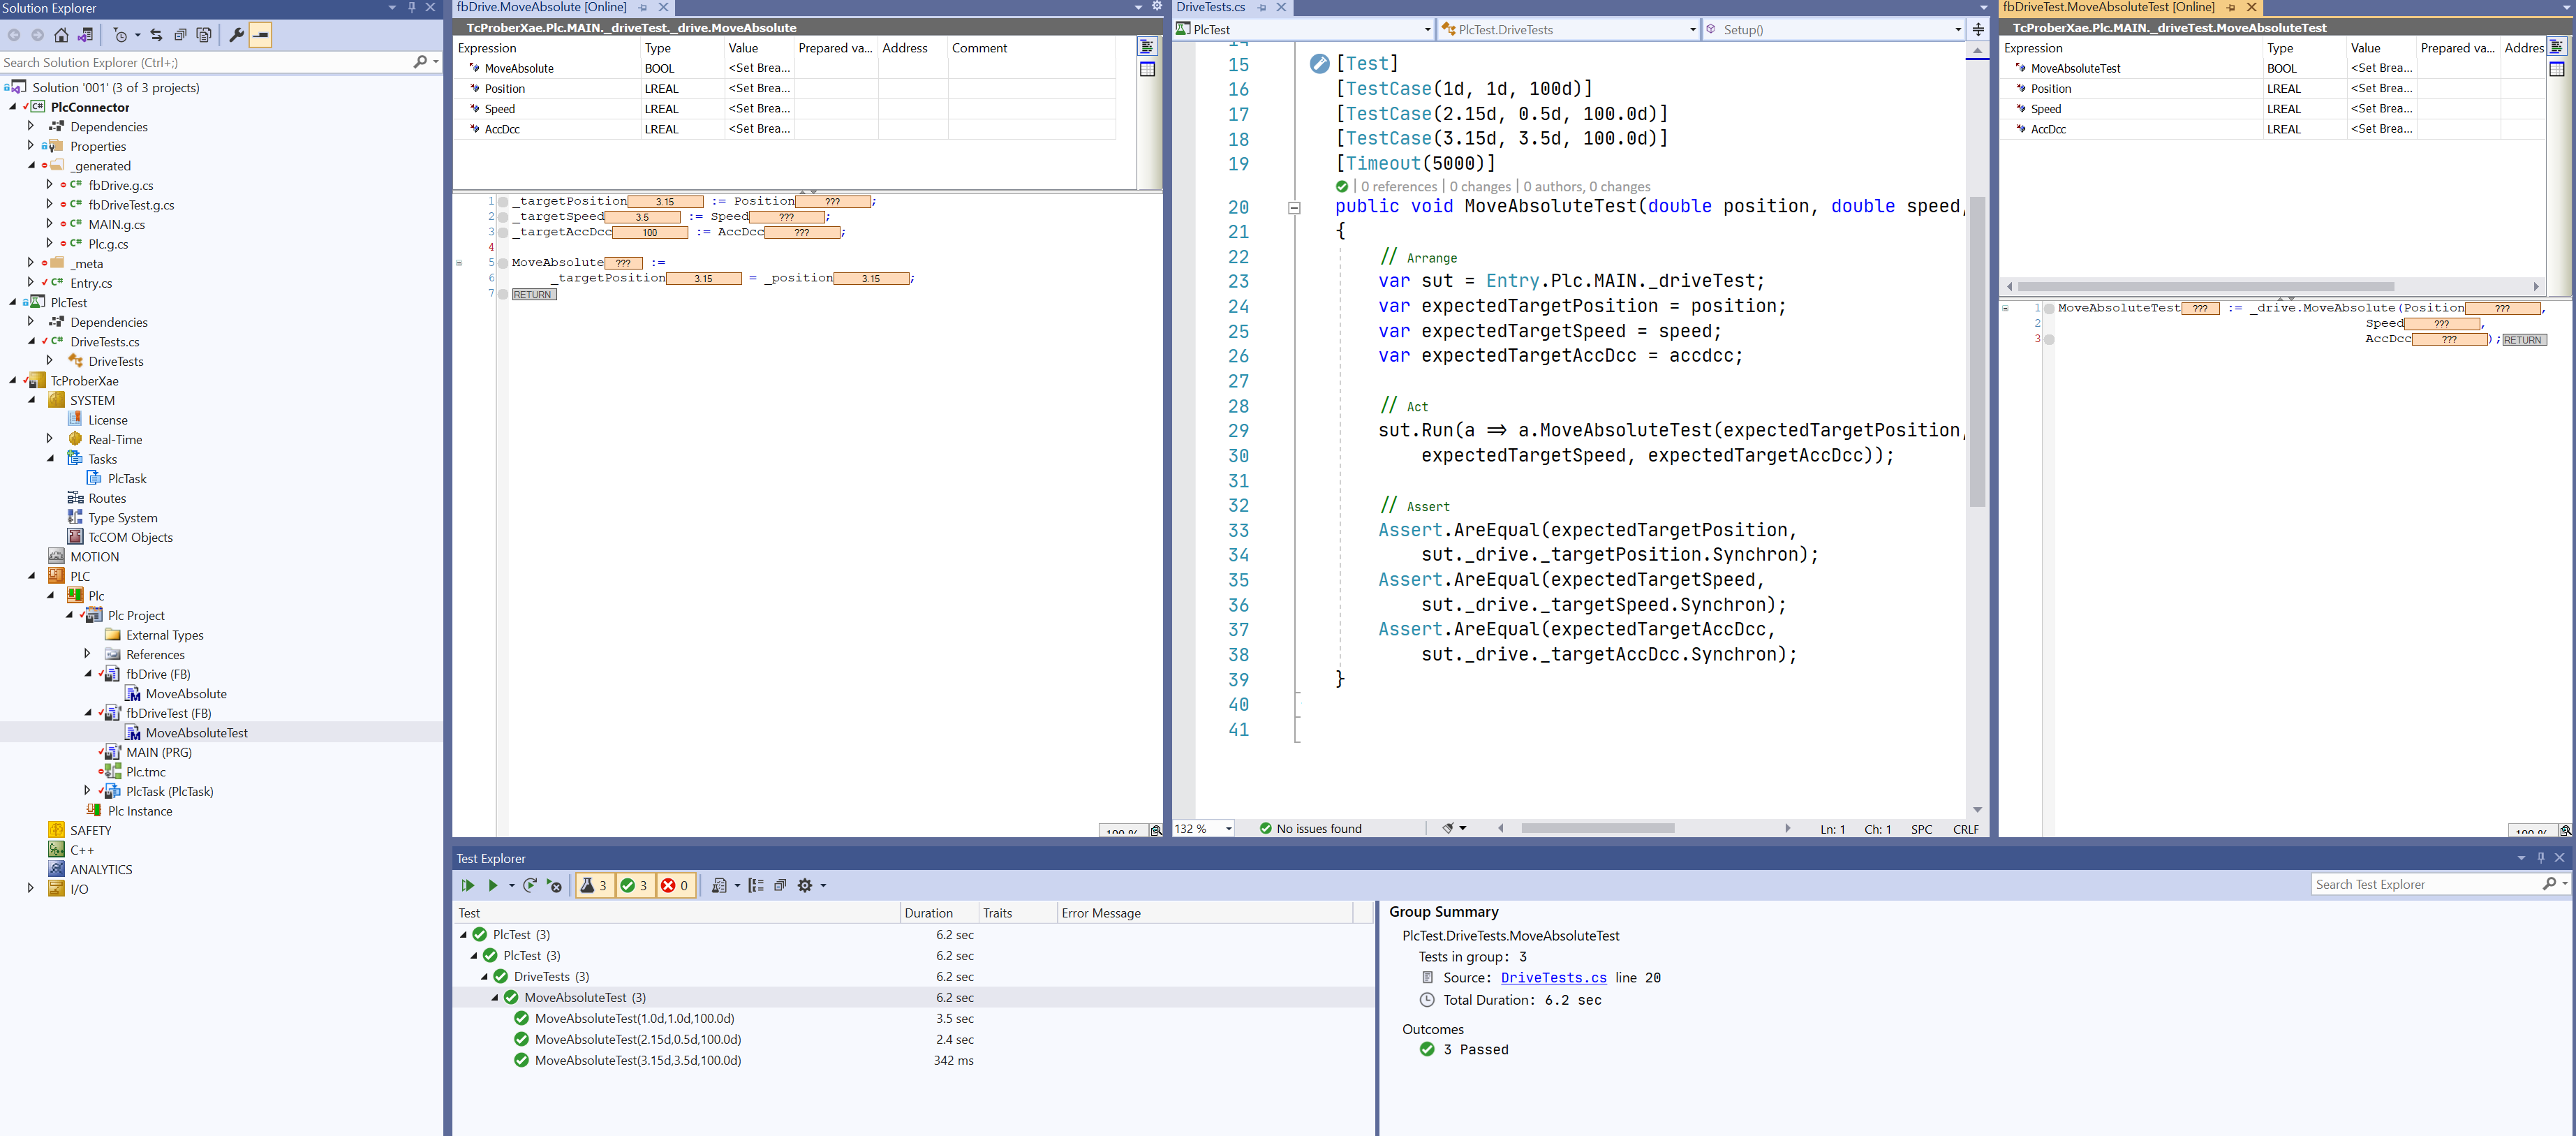 Solution Explorer
Search Solution Explorer (Ctrl+;)
Solution '001' (3 of 3 projects)
PlcConnector
Dependencies
Properties
_generated
fbDrive.g.cs
fbDriveTest.g.cs
MAIN.g.cs
Plc.g.cs
_meta
Entry.cs
PlcTest
Dependencies
DriveTests.cs
DriveTests
TcProberXae
SYSTEM
License
Real-Time
Tasks
PlcTask
Routes
Type System
TcCOM Objects
MOTION
PLC
Plc
Plc Project
External Types
References
fbDrive (FB)
MoveAbsolute
fbDriveTest (FB)
MoveAbsoluteTest
MAIN (PRG)
Plc.tmc
PlcTask (PlcTask)
Plc Instance
SAFETY
C++
ANALYTICS
I/O
fbDrive.MoveAbsolute [Online]
TcProberXae.Plc.MAIN._driveTest._drive.MoveAbsolute
Expression Type Value Prepared va... Address Comment
MoveAbsolute BOOL <Set Brea...
Position LREAL <Set Brea...
Speed LREAL <Set Brea...
AccDcc LREAL <Set Brea...
1 _targetPosition 3.15 := Position ??? ;
2 _targetSpeed 3.5 := Speed ??? ;
3 _targetAccDcc 100 := AccDcc ??? ;
4
5 MoveAbsolute ??? :=
6 _targetPosition 3.15 = _position 3.15 ;
7 RETURN
100 %
DriveTests.cs
PlcTest PlcTest.DriveTests Setup()
14
15 [Test]
16 [TestCase(1d, 1d, 100d)]
17 [TestCase(2.15d, 0.5d, 100.0d)]
18 [TestCase(3.15d, 3.5d, 100.0d)]
19 [Timeout(5000)]
| 0 references | 0 changes | 0 authors, 0 changes
20 public void MoveAbsoluteTest(double position, double speed,
21 {
22 // Arrange
23 var sut = Entry.Plc.MAIN._driveTest;
24 var expectedTargetPosition = position;
25 var expectedTargetSpeed = speed;
26 var expectedTargetAccDcc = accdcc;
27
28 // Act
29 sut.Run(a => a.MoveAbsoluteTest(expectedTargetPosition,
30 expectedTargetSpeed, expectedTargetAccDcc));
31
32 // Assert
33 Assert.AreEqual(expectedTargetPosition,
34 sut._drive._targetPosition.Synchron);
35 Assert.AreEqual(expectedTargetSpeed,
36 sut._drive._targetSpeed.Synchron);
37 Assert.AreEqual(expectedTargetAccDcc,
38 sut._drive._targetAccDcc.Synchron);
39 }
40
41
132 % No issues found Ln: 1 Ch: 1 SPC CRLF
fbDriveTest.MoveAbsoluteTest [Online]
TcProberXae.Plc.MAIN._driveTest.MoveAbsoluteTest
Expression Type Value Prepared va... Addres
MoveAbsoluteTest BOOL <Set Brea...
Position LREAL <Set Brea...
Speed LREAL <Set Brea...
AccDcc LREAL <Set Brea...
1 MoveAbsoluteTest ??? := _drive.MoveAbsolute(Position ??? ,
2 Speed ??? ,
3 AccDcc ??? ); RETURN
100 %
Test Explorer
3 3 0
Search Test Explorer
Test Duration Traits Error Message
PlcTest (3) 6.2 sec
PlcTest (3) 6.2 sec
DriveTests (3) 6.2 sec
MoveAbsoluteTest (3) 6.2 sec
MoveAbsoluteTest(1.0d,1.0d,100.0d) 3.5 sec
MoveAbsoluteTest(2.15d,0.5d,100.0d) 2.4 sec
MoveAbsoluteTest(3.15d,3.5d,100.0d) 342 ms
Group Summary
PlcTest.DriveTests.MoveAbsoluteTest
Tests in group: 3
Source: DriveTests.cs line 20
Total Duration: 6.2 sec
Outcomes
3 Passed